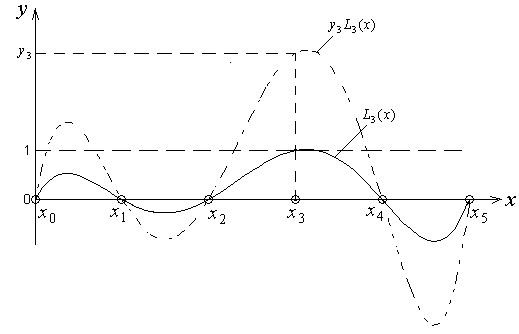 y
y₃L₃(x)
y₃
L₃(x)
1
0
x₀ x₁ x₂ x₃ x₄ x₅ x